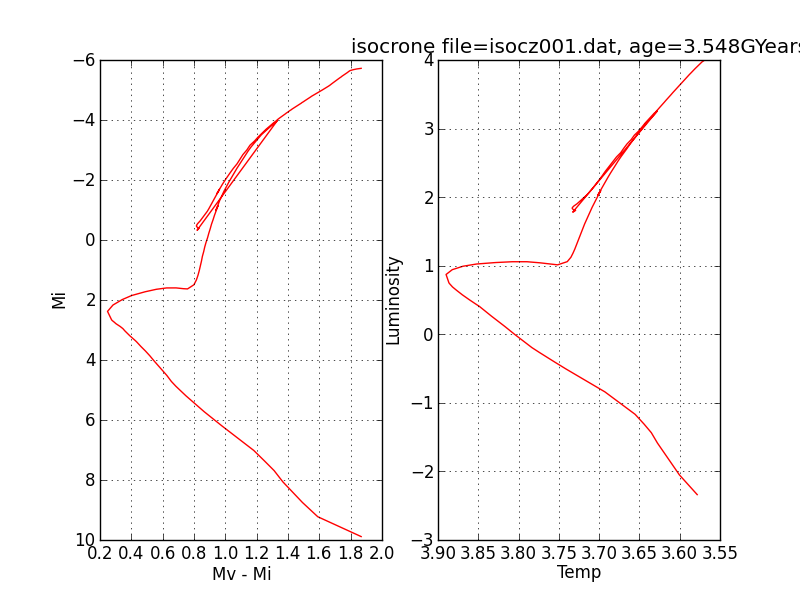 isocrone file=isocz001.dat, age=3.548GYears
−6
−4
−2
0
2
4
6
8
10
Mi
0.2 0.4 0.6 0.8 1.0 1.2 1.4 1.6 1.8 2.0
Mv - Mi
4
3
2
1
0
−1
−2
−3
Luminosity
3.90 3.85 3.80 3.75 3.70 3.65 3.60 3.55
Temp